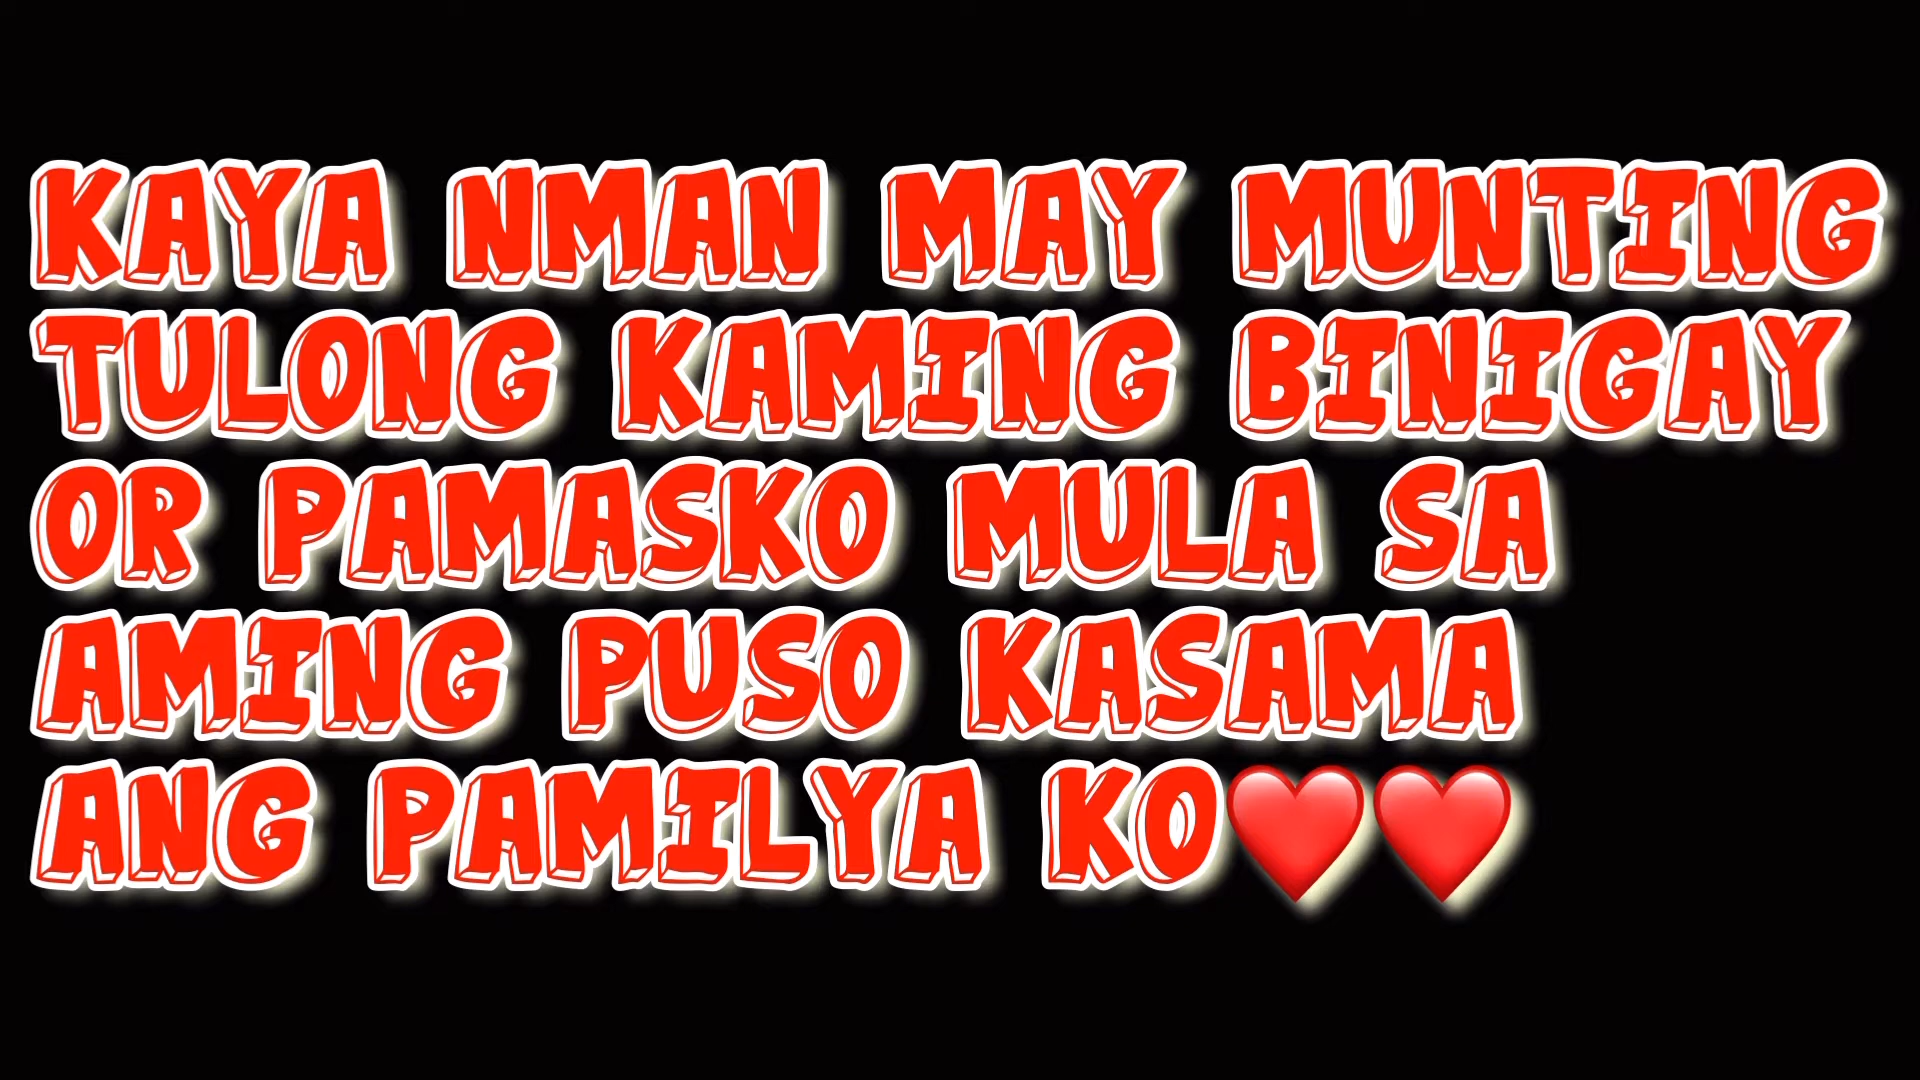 KAYA NMAN MAY MUNTING
TULONG KAMING BINIGAY
OR PAMASKO MULA SA
AMING PUSO KASAMA
ANG PAMILYA KO❤️❤️